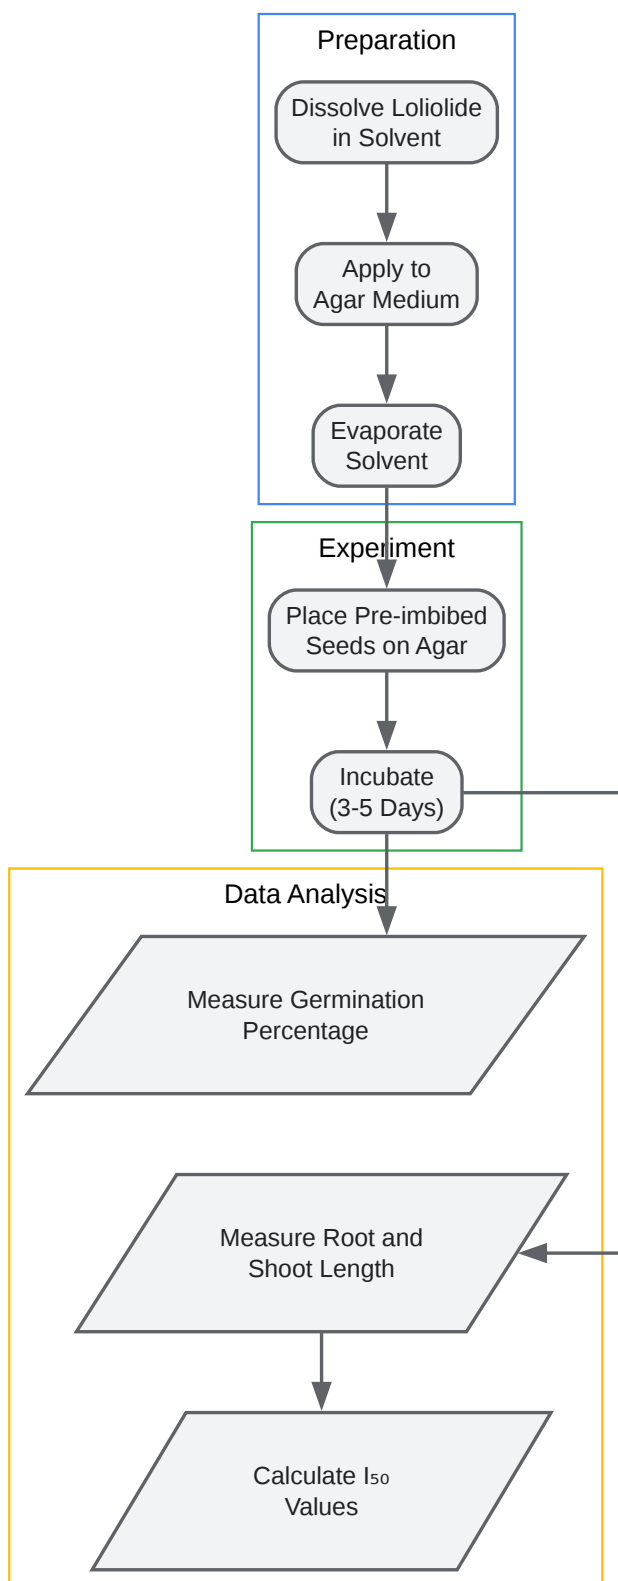 Preparation
Dissolve Loliolide
in Solvent
Apply to
Agar Medium
Evaporate
Solvent
Experiment
Place Pre-imbibed
Seeds on Agar
Incubate
(3-5 Days)
Data Analysis
Measure Germination
Percentage
Measure Root and
Shoot Length
Calculate I₅₀
Values